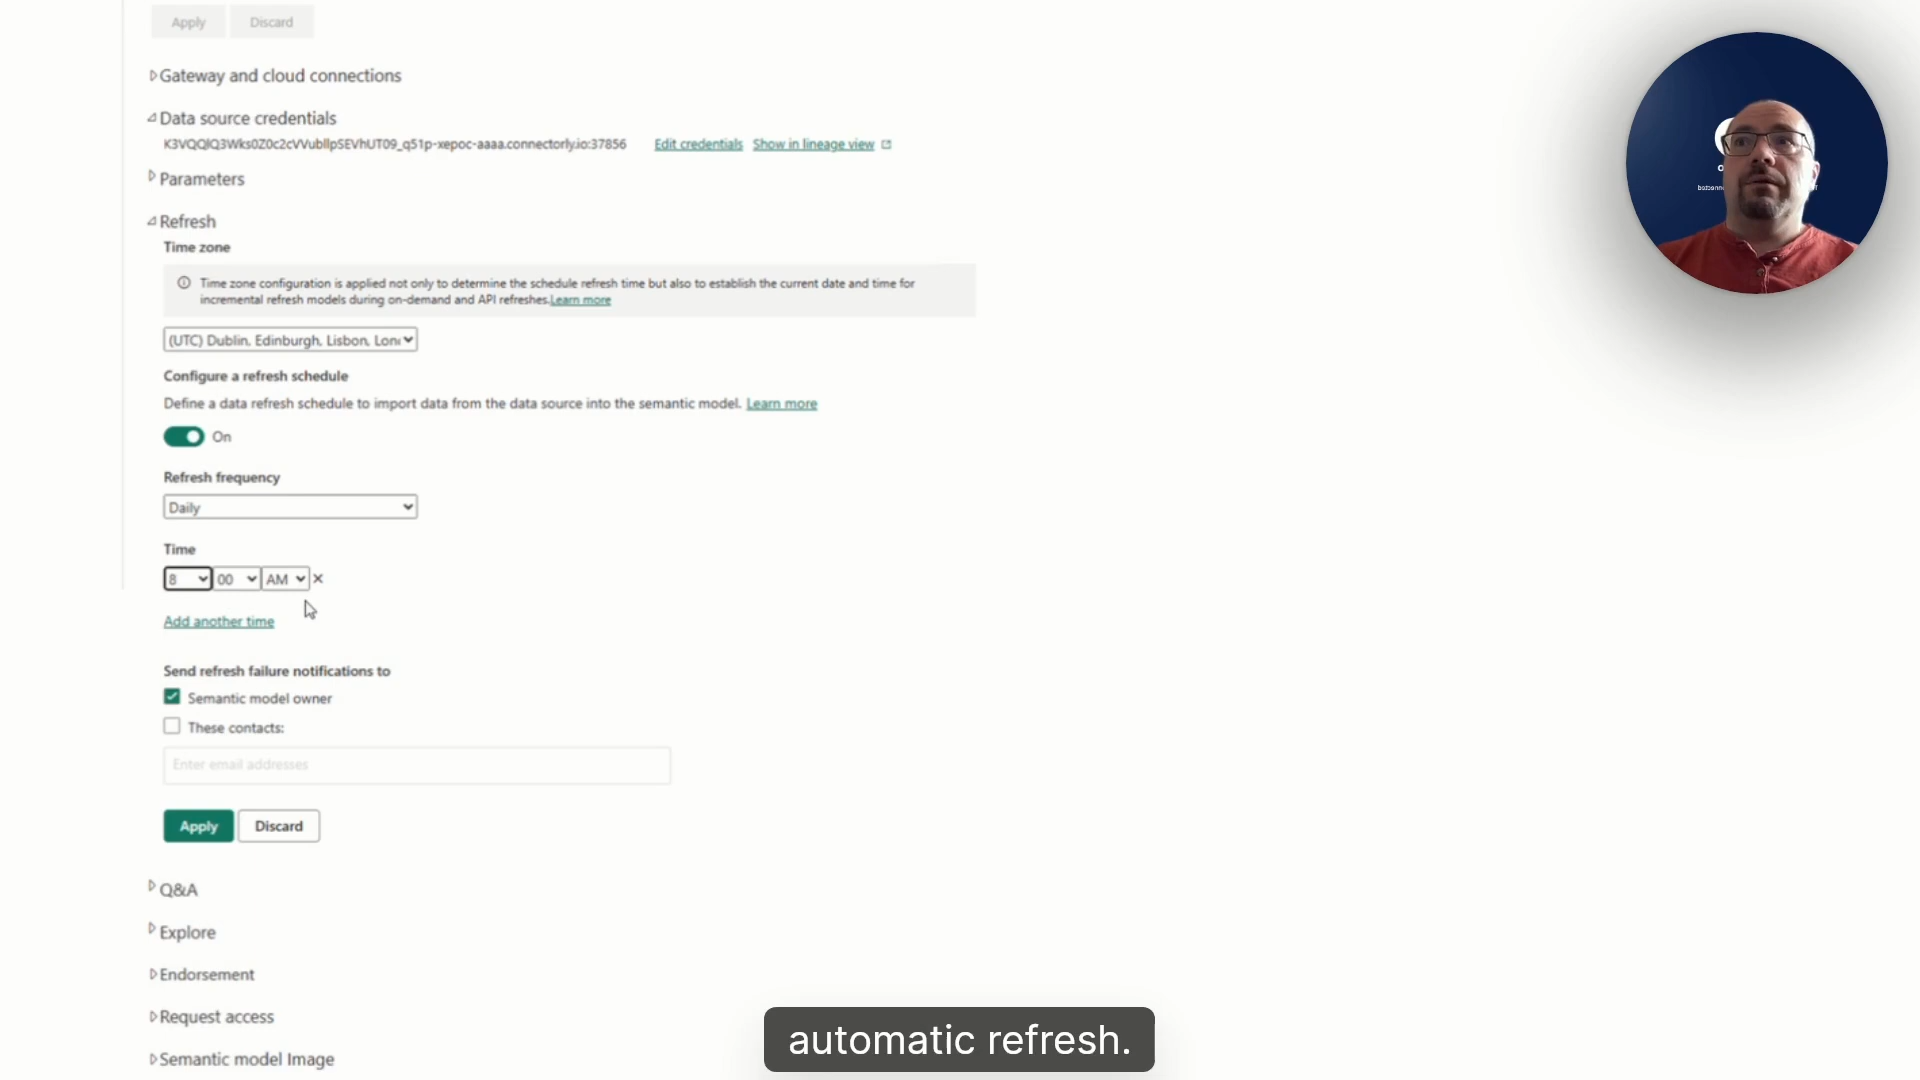 Apply Discard
Gateway and cloud connections
Data source credentials
Edit credentials Show in lineage view
Parameters
Refresh
Time zone
Time zone configuration is applied not only to determine the schedule refresh time but also to establish the current date and time for
incremental refresh models during on-demand and API refreshes.Learn more
(UTC) Dublin, Edinburgh, Lisbon, Lon
Configure a refresh schedule
Define a data refresh schedule to import data from the data source into the semantic model. Learn more
On
Refresh frequency
Daily
Time
8 00 AM
Add another time
Send refresh failure notifications to
Semantic model owner
These contacts:
Enter email addresses
Apply Discard
Q&A
Explore
Endorsement
Request access
Semantic model Image
automatic refresh.